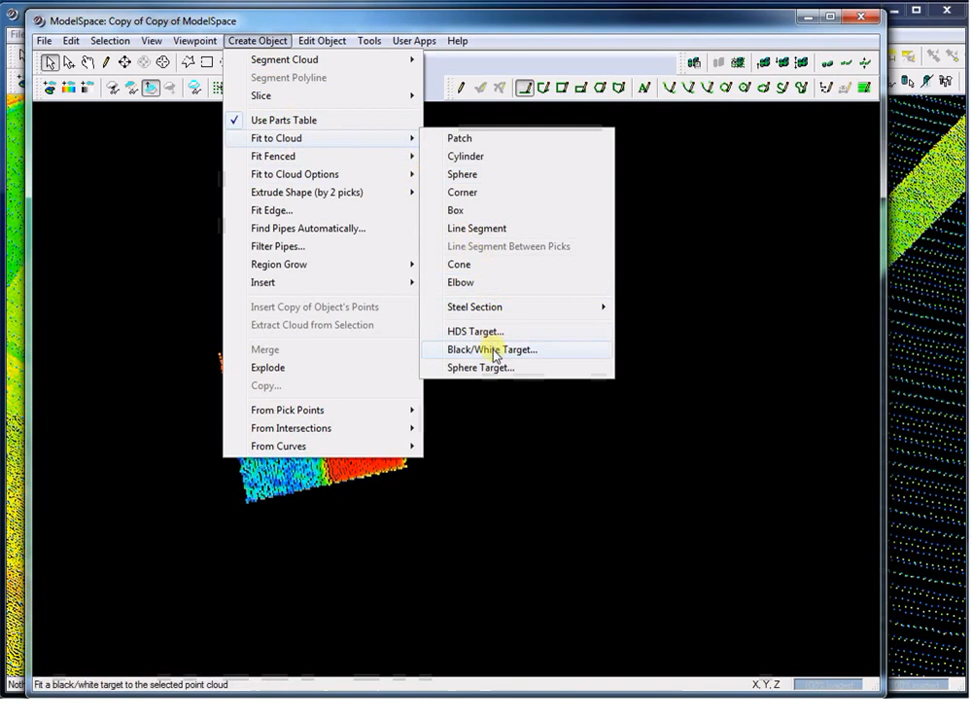 ModelSpace: Copy of Copy of ModelSpace
File Edit Selection View Viewpoint Create Object Edit Object Tools User Apps Help
Segment Cloud
Segment Polyline
Slice
Use Parts Table
Fit to Cloud
Fit Fenced
Fit to Cloud Options
Extrude Shape (by 2 picks)
Fit Edge...
Find Pipes Automatically...
Filter Pipes...
Region Grow
Insert
Insert Copy of Object's Points
Extract Cloud from Selection
Merge
Explode
Copy...
From Pick Points
From Intersections
From Curves
Patch
Cylinder
Sphere
Corner
Box
Line Segment
Line Segment Between Picks
Cone
Elbow
Steel Section
HDS Target...
Black/White Target...
Sphere Target...
Fit a black/white target to the selected point cloud
X, Y, Z